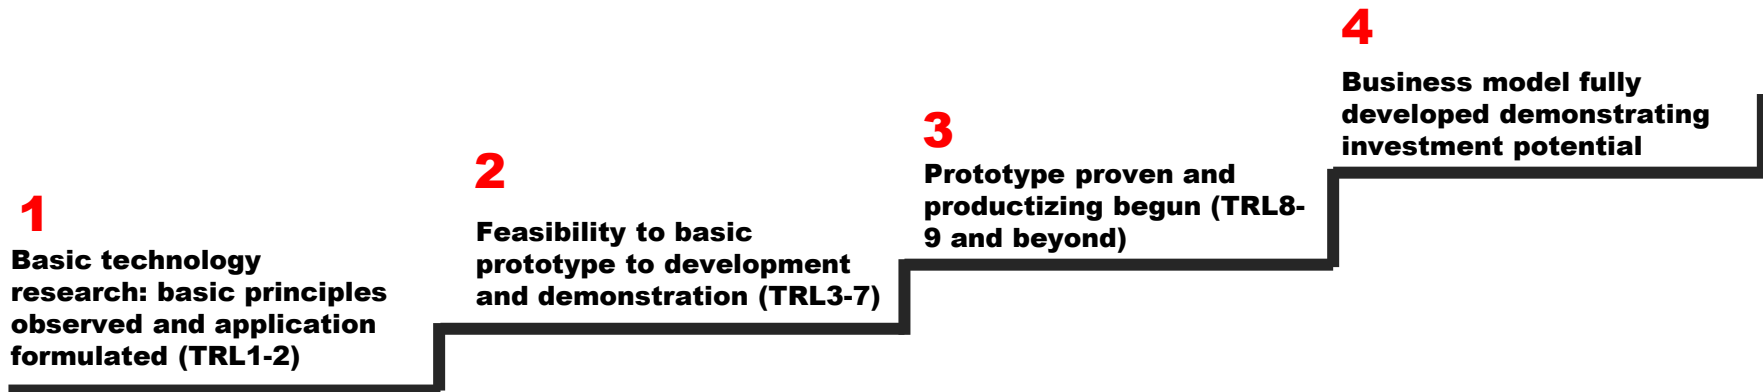 1
Basic technology
research: basic principles
observed and application
formulated (TRL1-2)
2
Feasibility to basic
prototype to development
and demonstration (TRL3-7)
3
Prototype proven and
productizing begun (TRL8-
9 and beyond)
4
Business model fully
developed demonstrating
investment potential